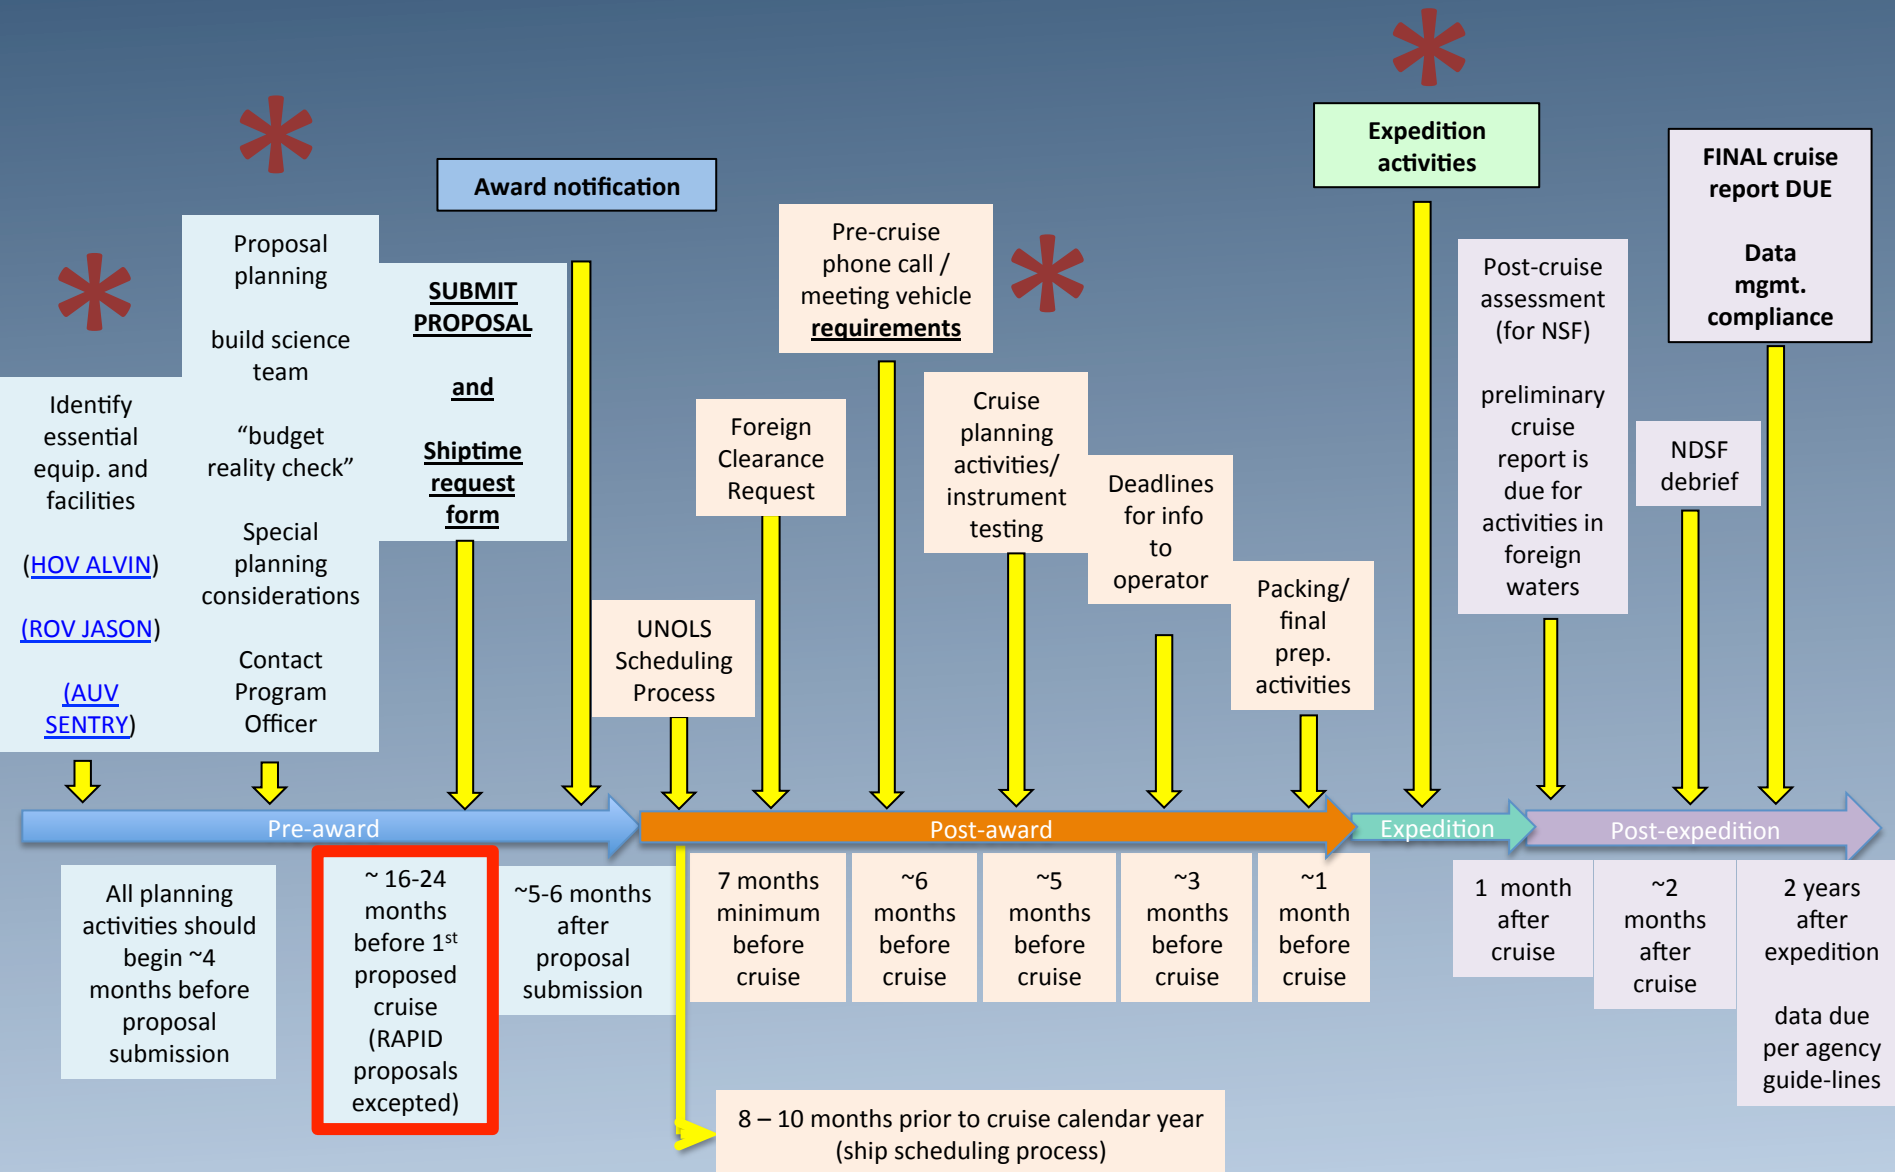 Identify
essential
equip. and
facilities
(HOV ALVIN)
(ROV JASON)
(AUV
SENTRY)
Proposal
planning
build science
team
“budget
reality check”
Special
planning
considerations
Contact
Program
Officer
SUBMIT
PROPOSAL
and
Shiptime
request
form
Award notification
UNOLS
Scheduling
Process
Foreign
Clearance
Request
Pre-cruise
phone call /
meeting vehicle
requirements
Cruise
planning
activities/
instrument
testing
Deadlines
for info
to
operator
Packing/
final
prep.
activities
Expedition
activities
Post-cruise
assessment
(for NSF)
preliminary
cruise
report is
due for
activities in
foreign
waters
NDSF
debrief
FINAL cruise
report DUE
Data
mgmt.
compliance
Pre-award
Post-award
Expedition
Post-expedition
All planning
activities should
begin ~4
months before
proposal
submission
~ 16-24
months
before 1st
proposed
cruise
(RAPID
proposals
excepted)
~5-6 months
after
proposal
submission
7 months
minimum
before
cruise
~6
months
before
cruise
~5
months
before
cruise
~3
months
before
cruise
~1
month
before
cruise
1 month
after
cruise
~2
months
after
cruise
2 years
after
expedition
data due
per agency
guide-lines
8 – 10 months prior to cruise calendar year
(ship scheduling process)